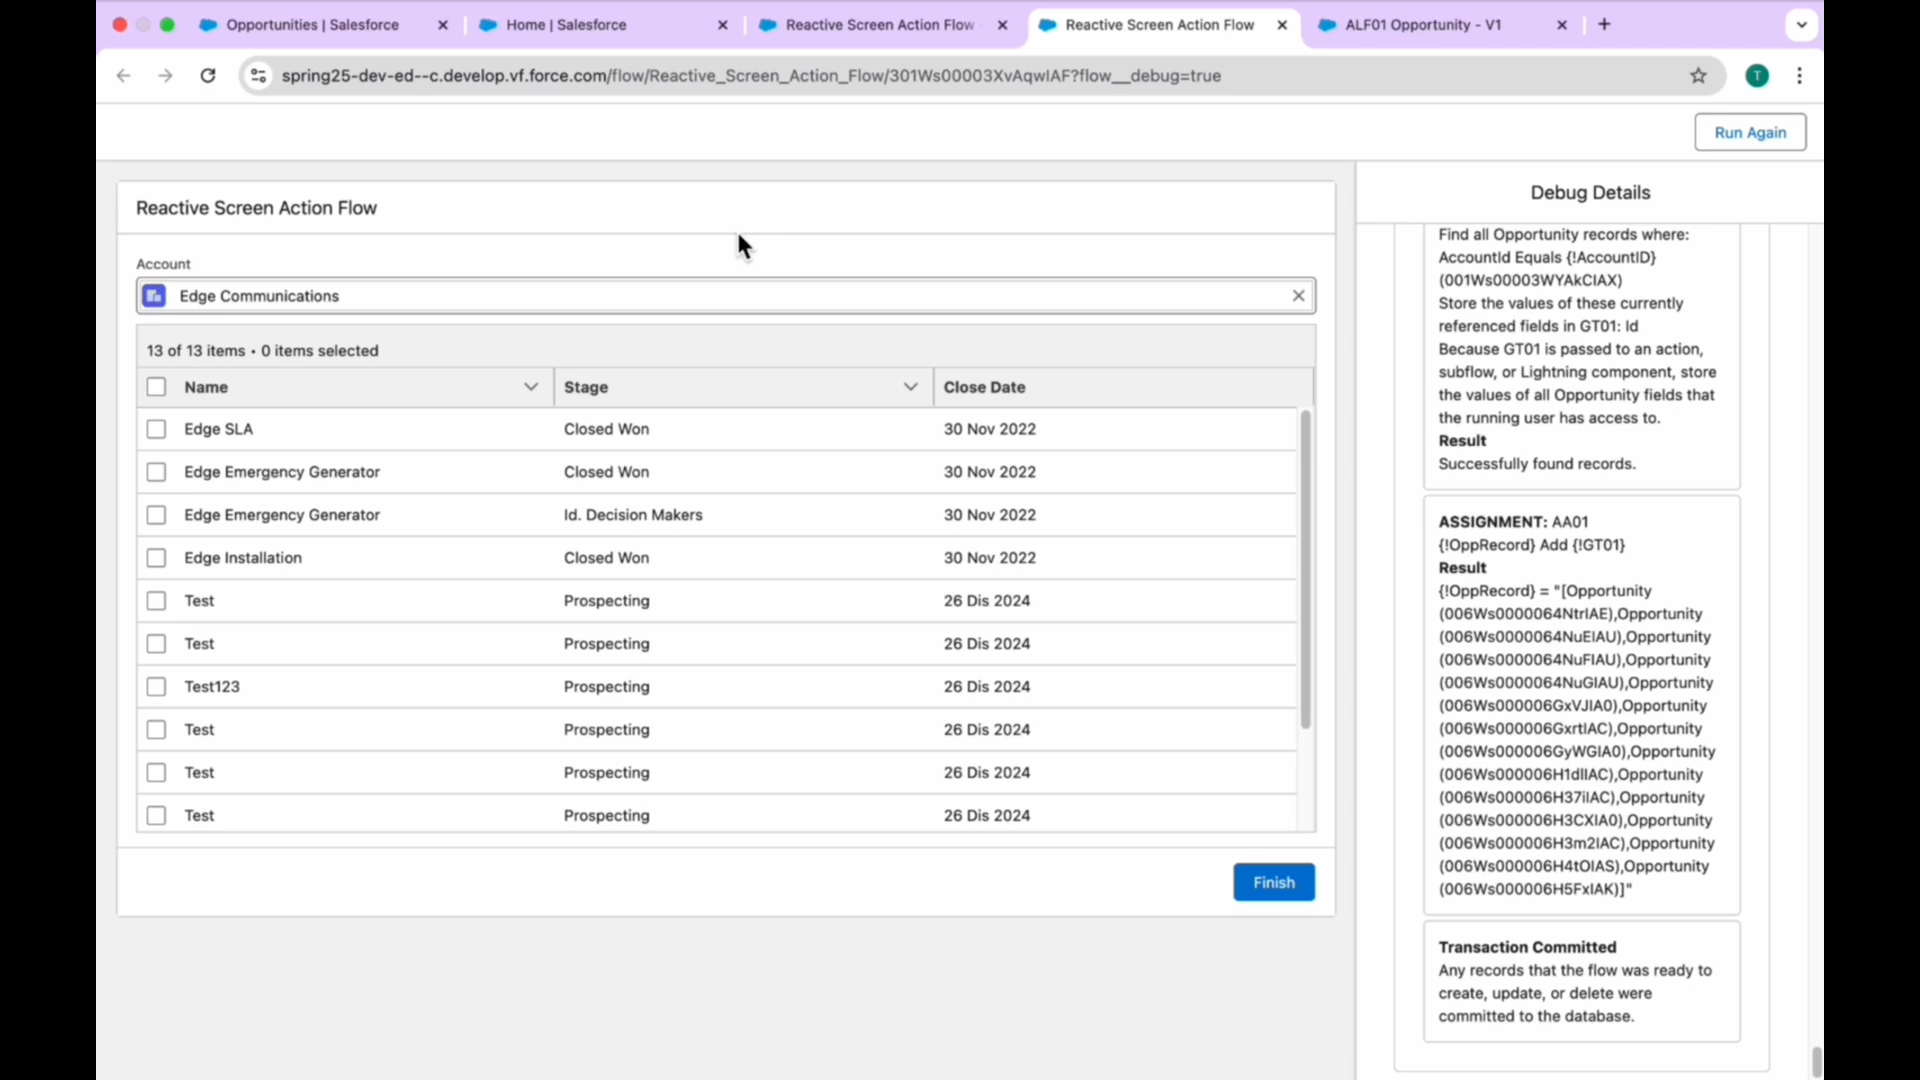 Opportunities | Salesforce
Home | Salesforce
Reactive Screen Action Flow
Reactive Screen Action Flow
ALF01 Opportunity - V1
spring25-dev-ed--c.develop.vf.force.com/flow/Reactive_Screen_Action_Flow/301Ws00003XvAqwIAF?flow__debug=true
T
Run Again
Reactive Screen Action Flow
Account
Edge Communications
13 of 13 items • 0 items selected
Name Stage Close Date
Edge SLA Closed Won 30 Nov 2022
Edge Emergency Generator Closed Won 30 Nov 2022
Edge Emergency Generator Id. Decision Makers 30 Nov 2022
Edge Installation Closed Won 30 Nov 2022
Test Prospecting 26 Dis 2024
Test Prospecting 26 Dis 2024
Test123 Prospecting 26 Dis 2024
Test Prospecting 26 Dis 2024
Test Prospecting 26 Dis 2024
Test Prospecting 26 Dis 2024
Finish
Debug Details
Find all Opportunity records where:
AccountId Equals {!AccountID}
(001Ws00003WYAkCIAX)
Store the values of these currently
referenced fields in GT01: Id
Because GT01 is passed to an action,
subflow, or Lightning component, store
the values of all Opportunity fields that
the running user has access to.
Result
Successfully found records.
ASSIGNMENT: AA01
{!OppRecord} Add {!GT01}
Result
{!OppRecord} = "[Opportunity
(006Ws0000064NtrIAE),Opportunity
(006Ws0000064NuEIAU),Opportunity
(006Ws0000064NuFIAU),Opportunity
(006Ws0000064NuGIAU),Opportunity
(006Ws000006GxVJIA0),Opportunity
(006Ws000006GxrtIAC),Opportunity
(006Ws000006GyWGIA0),Opportunity
(006Ws000006H1dlIAC),Opportunity
(006Ws000006H37iIAC),Opportunity
(006Ws000006H3CXIA0),Opportunity
(006Ws000006H3m2IAC),Opportunity
(006Ws000006H4tOIAS),Opportunity
(006Ws000006H5FxIAK)]"
Transaction Committed
Any records that the flow was ready to
create, update, or delete were
committed to the database.